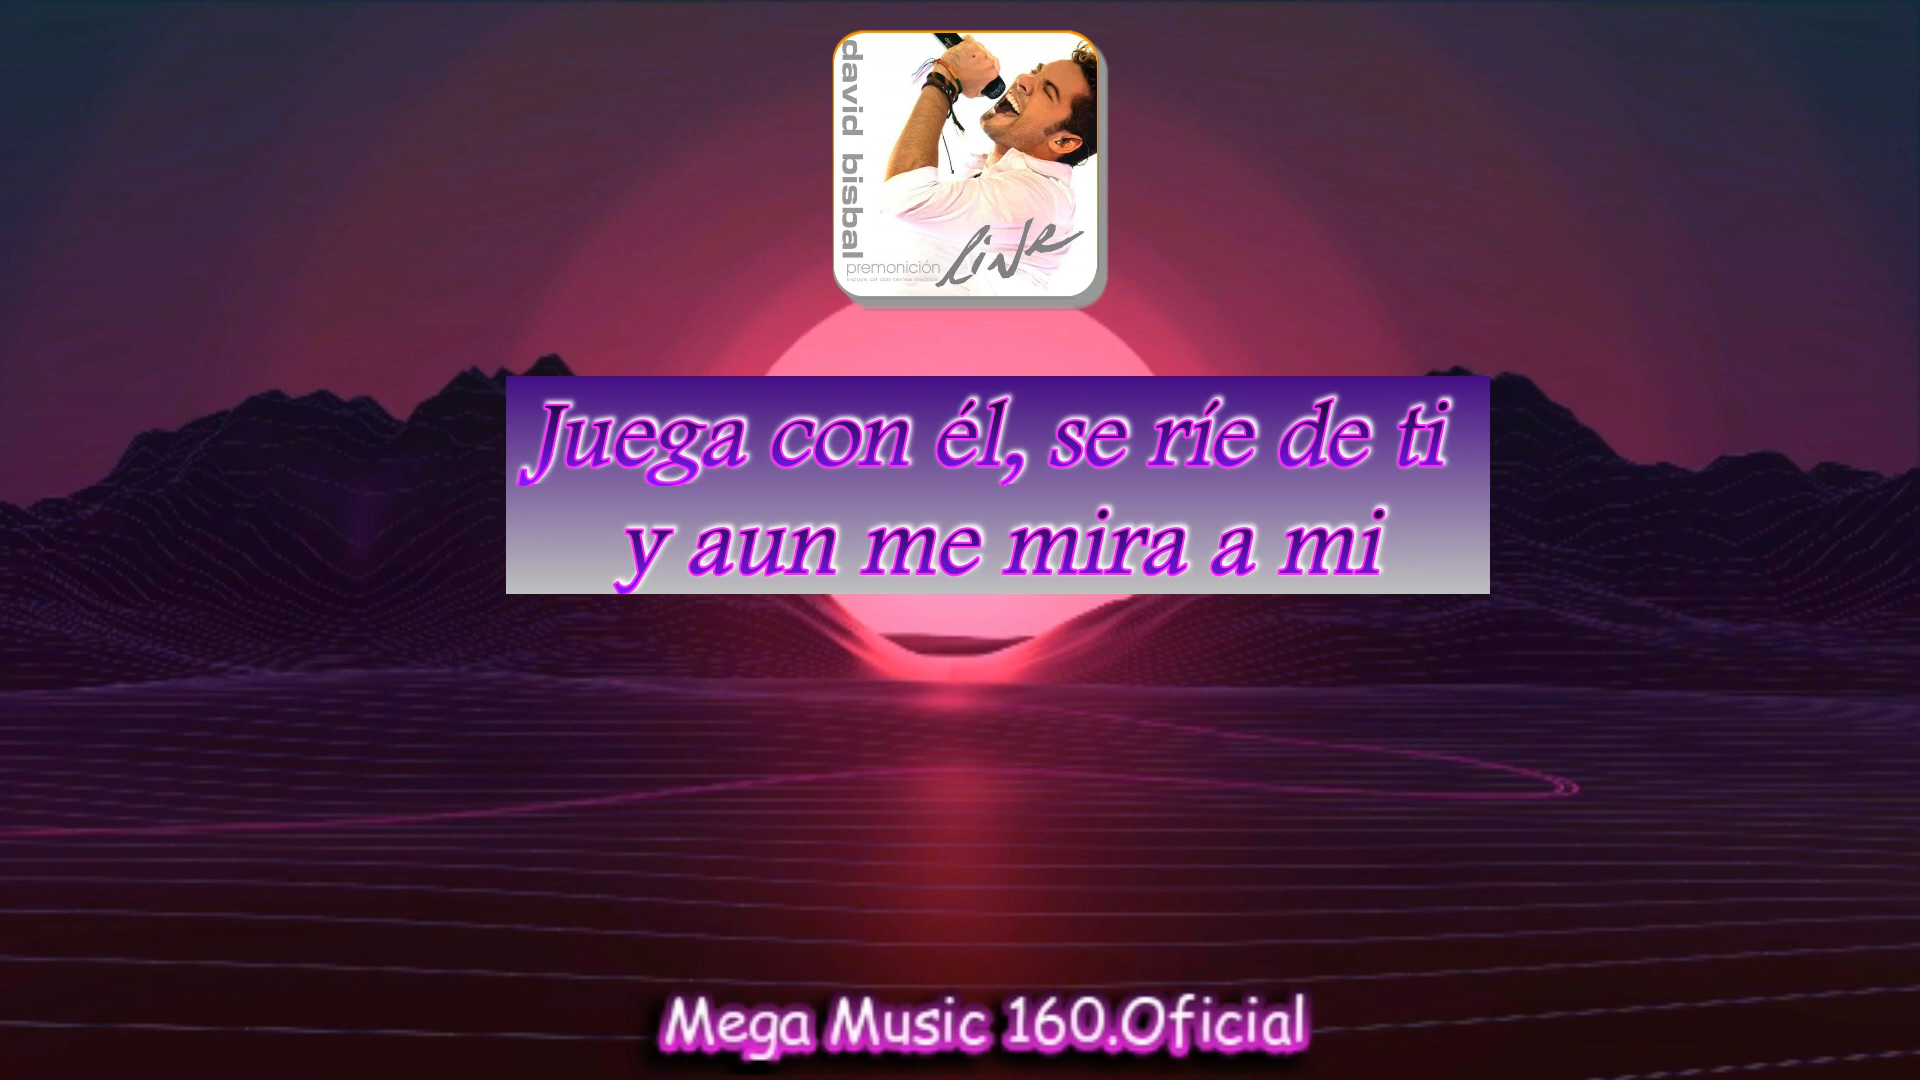 david bisbal
premonición
live
Juega con él, se ríe de ti
y aun me mira a mi
Mega Music 160.Oficial